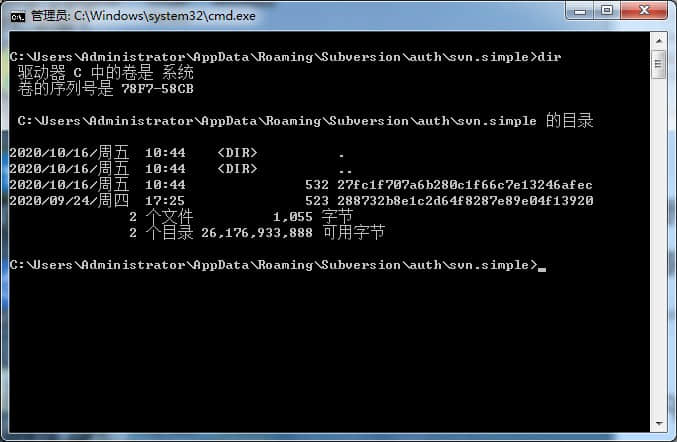 管理员: C:\Windows\system32\cmd.exe
C:\Users\Administrator\AppData\Roaming\Subversion\auth\svn.simple>dir
驱动器 C 中的卷是 系统
卷的序列号是 78F7-58CB
C:\Users\Administrator\AppData\Roaming\Subversion\auth\svn.simple 的目录
2020/10/16/周五  10:44    <DIR>          .
2020/10/16/周五  10:44    <DIR>          ..
2020/10/16/周五  10:44               532 27fc1f707a6b280c1f66c7e13246afec
2020/09/24/周四  17:25               523 288732b8e1c2d64f8287e89e04f13920
2 个文件          1,055 字节
2 个目录 26,176,933,888 可用字节
C:\Users\Administrator\AppData\Roaming\Subversion\auth\svn.simple>_